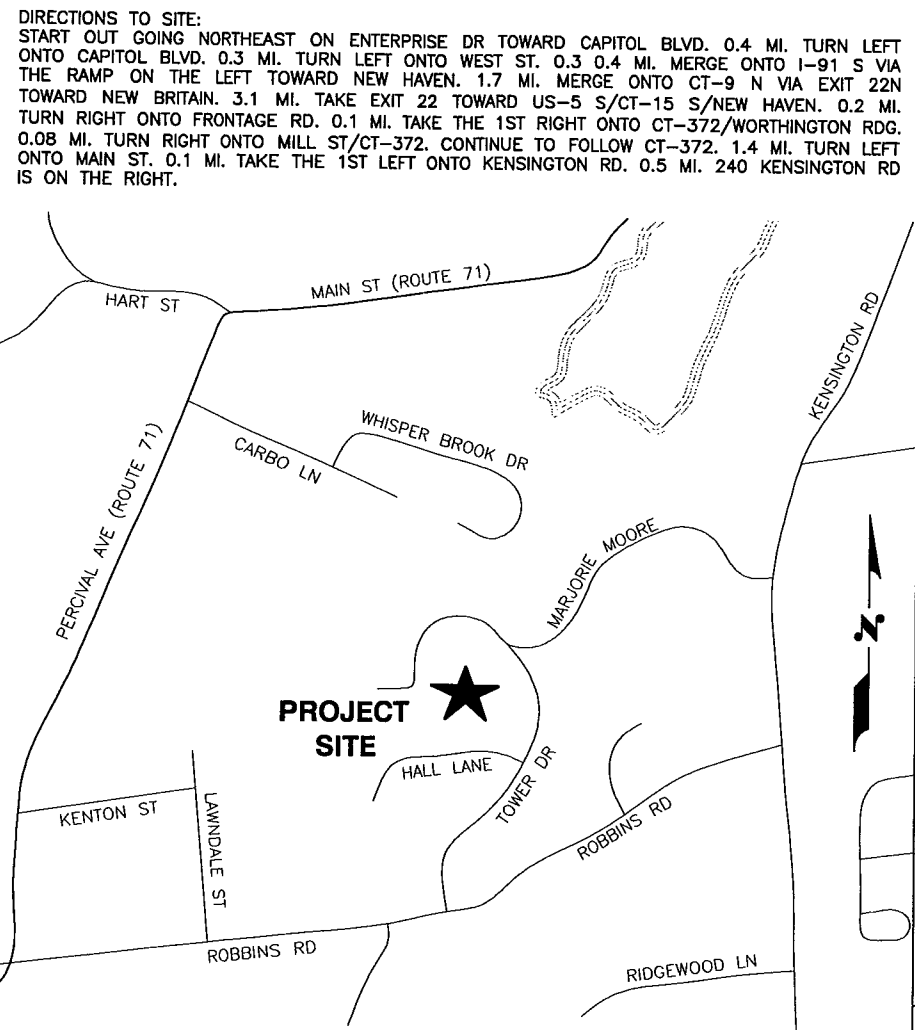 DIRECTIONS TO SITE:
START OUT GOING NORTHEAST ON ENTERPRISE DR TOWARD CAPITOL BLVD. 0.4 MI. TURN LEFT
ONTO CAPITOL BLVD. 0.3 MI. TURN LEFT ONTO WEST ST. 0.3 0.4 MI. MERGE ONTO I-91 S VIA
THE RAMP ON THE LEFT TOWARD NEW HAVEN. 1.7 MI. MERGE ONTO CT-9 N VIA EXIT 22N
TOWARD NEW BRITAIN. 3.1 MI. TAKE EXIT 22 TOWARD US-5 S/CT-15 S/NEW HAVEN. 0.2 MI.
TURN RIGHT ONTO FRONTAGE RD. 0.1 MI. TAKE THE 1ST RIGHT ONTO CT-372/WORTHINGTON RDG.
0.08 MI. TURN RIGHT ONTO MILL ST/CT-372. CONTINUE TO FOLLOW CT-372. 1.4 MI. TURN LEFT
ONTO MAIN ST. 0.1 MI. TAKE THE 1ST LEFT ONTO KENSINGTON RD. 0.5 MI. 240 KENSINGTON RD
IS ON THE RIGHT.
MAIN ST (ROUTE 71)
HART ST
KENSINGTON RD
WHISPER BROOK DR
CARBO LN
PERCIVAL AVE (ROUTE 71)
MARJORIE MOORE
N
PROJECT
SITE
HALL LANE
TOWER DR
KENTON ST
LAWNDALE ST
ROBBINS RD
ROBBINS RD
RIDGEWOOD LN